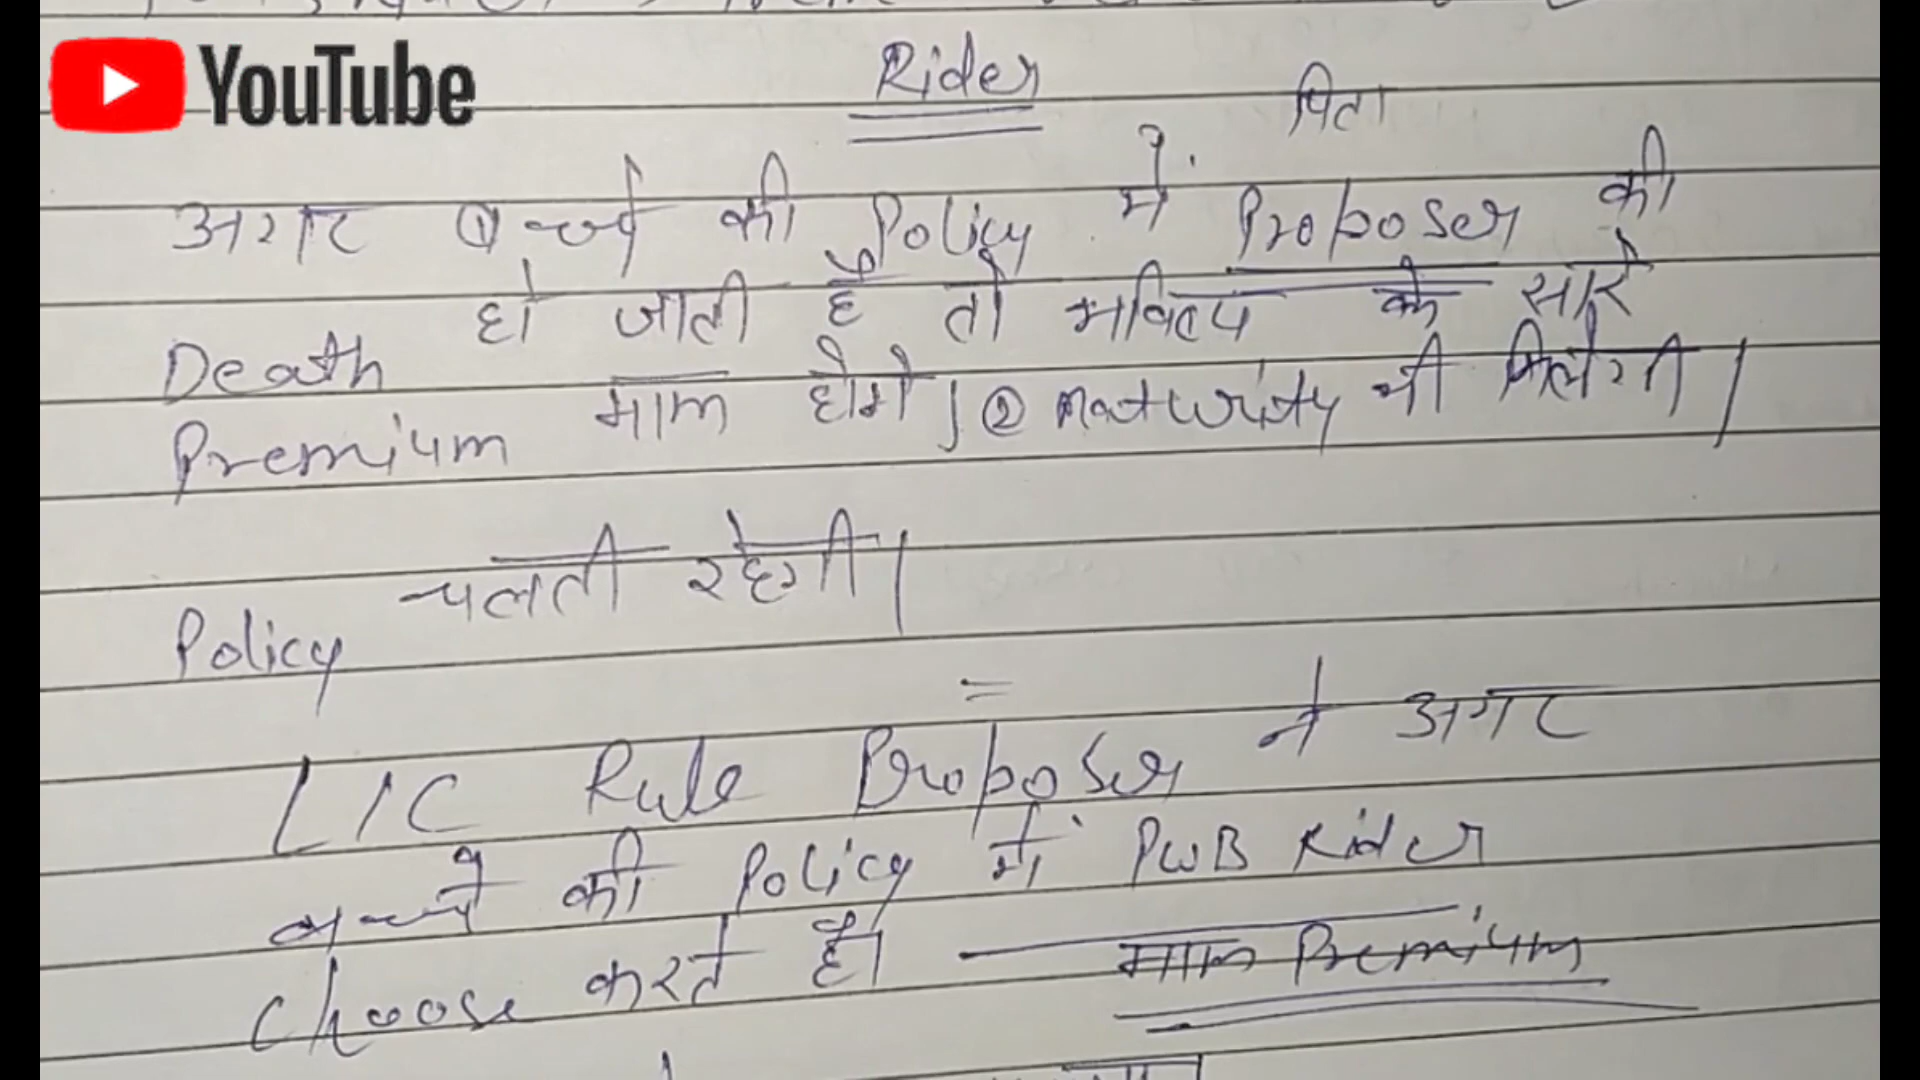 YouTube
Rider
पिता
अगर बच्चे की Policy में Proposer की
Death हो जाती है तो भविष्य के सारे
Premium माफ होगे। ② Maturity भी मिलेगी।
Policy चलती रहेगी।
=
LIC Rule Proposer ने अगर
बच्चे की Policy में PWB Rider
choose करते है। — माफ Premium